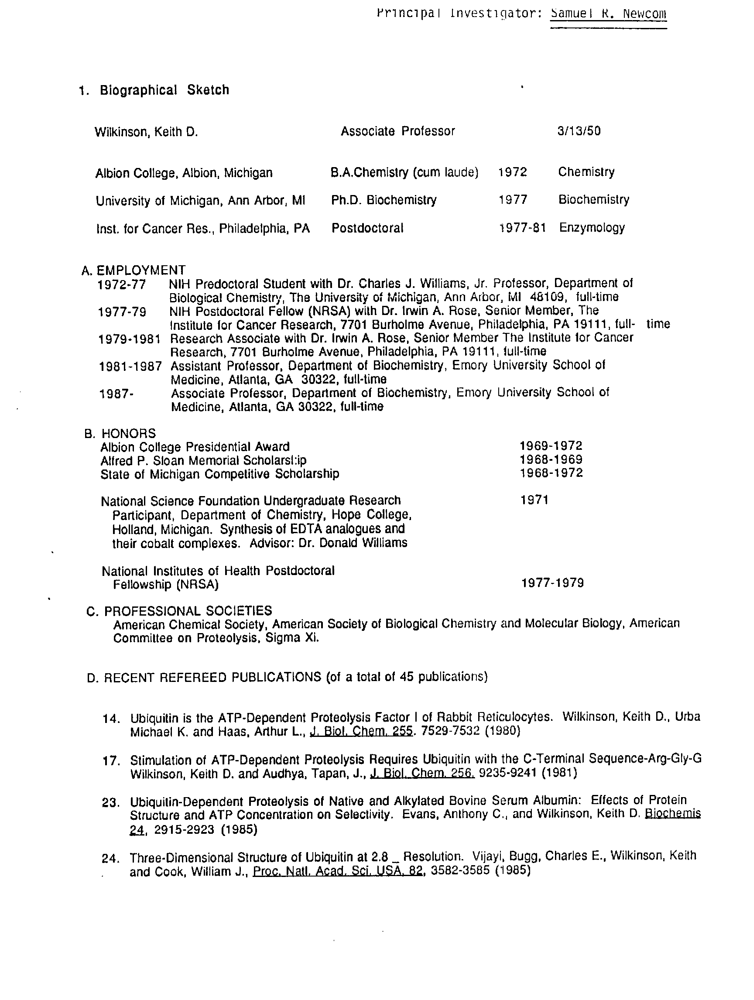 Principal Investigator: Samuel R. Newcom
1. Biographical Sketch
Wilkinson, Keith D. Associate Professor 3/13/50
Albion College, Albion, Michigan B.A.Chemistry (cum laude) 1972 Chemistry
University of Michigan, Ann Arbor, MI Ph.D. Biochemistry 1977 Biochemistry
Inst. for Cancer Res., Philadelphia, PA Postdoctoral 1977-81 Enzymology
A. EMPLOYMENT
1972-77 NIH Predoctoral Student with Dr. Charles J. Williams, Jr. Professor, Department of
Biological Chemistry, The University of Michigan, Ann Arbor, MI 48109, full-time
1977-79 NIH Postdoctoral Fellow (NRSA) with Dr. Irwin A. Rose, Senior Member, The
Institute for Cancer Research, 7701 Burholme Avenue, Philadelphia, PA 19111, full- time
1979-1981 Research Associate with Dr. Irwin A. Rose, Senior Member The Institute for Cancer
Research, 7701 Burholme Avenue, Philadelphia, PA 19111, full-time
1981-1987 Assistant Professor, Department of Biochemistry, Emory University School of
Medicine, Atlanta, GA 30322, full-time
1987- Associate Professor, Department of Biochemistry, Emory University School of
Medicine, Atlanta, GA 30322, full-time
B. HONORS
Albion College Presidential Award 1969-1972
Alfred P. Sloan Memorial Scholarship 1968-1969
State of Michigan Competitive Scholarship 1968-1972
National Science Foundation Undergraduate Research 1971
Participant, Department of Chemistry, Hope College,
Holland, Michigan. Synthesis of EDTA analogues and
their cobalt complexes. Advisor: Dr. Donald Williams
National Institutes of Health Postdoctoral
Fellowship (NRSA) 1977-1979
C. PROFESSIONAL SOCIETIES
American Chemical Society, American Society of Biological Chemistry and Molecular Biology, American
Committee on Proteolysis, Sigma Xi.
D. RECENT REFEREED PUBLICATIONS (of a total of 45 publications)
14. Ubiquitin is the ATP-Dependent Proteolysis Factor I of Rabbit Reticulocytes. Wilkinson, Keith D., Urba
Michael K. and Haas, Arthur L., J. Biol. Chem. 255. 7529-7532 (1980)
17. Stimulation of ATP-Dependent Proteolysis Requires Ubiquitin with the C-Terminal Sequence-Arg-Gly-G
Wilkinson, Keith D. and Audhya, Tapan, J., J. Biol. Chem. 256. 9235-9241 (1981)
23. Ubiquitin-Dependent Proteolysis of Native and Alkylated Bovine Serum Albumin: Effects of Protein
Structure and ATP Concentration on Selectivity. Evans, Anthony C., and Wilkinson, Keith D. Biochemis
24, 2915-2923 (1985)
24. Three-Dimensional Structure of Ubiquitin at 2.8 _ Resolution. Vijayi, Bugg, Charles E., Wilkinson, Keith
and Cook, William J., Proc. Natl. Acad. Sci. USA. 82, 3582-3585 (1985)